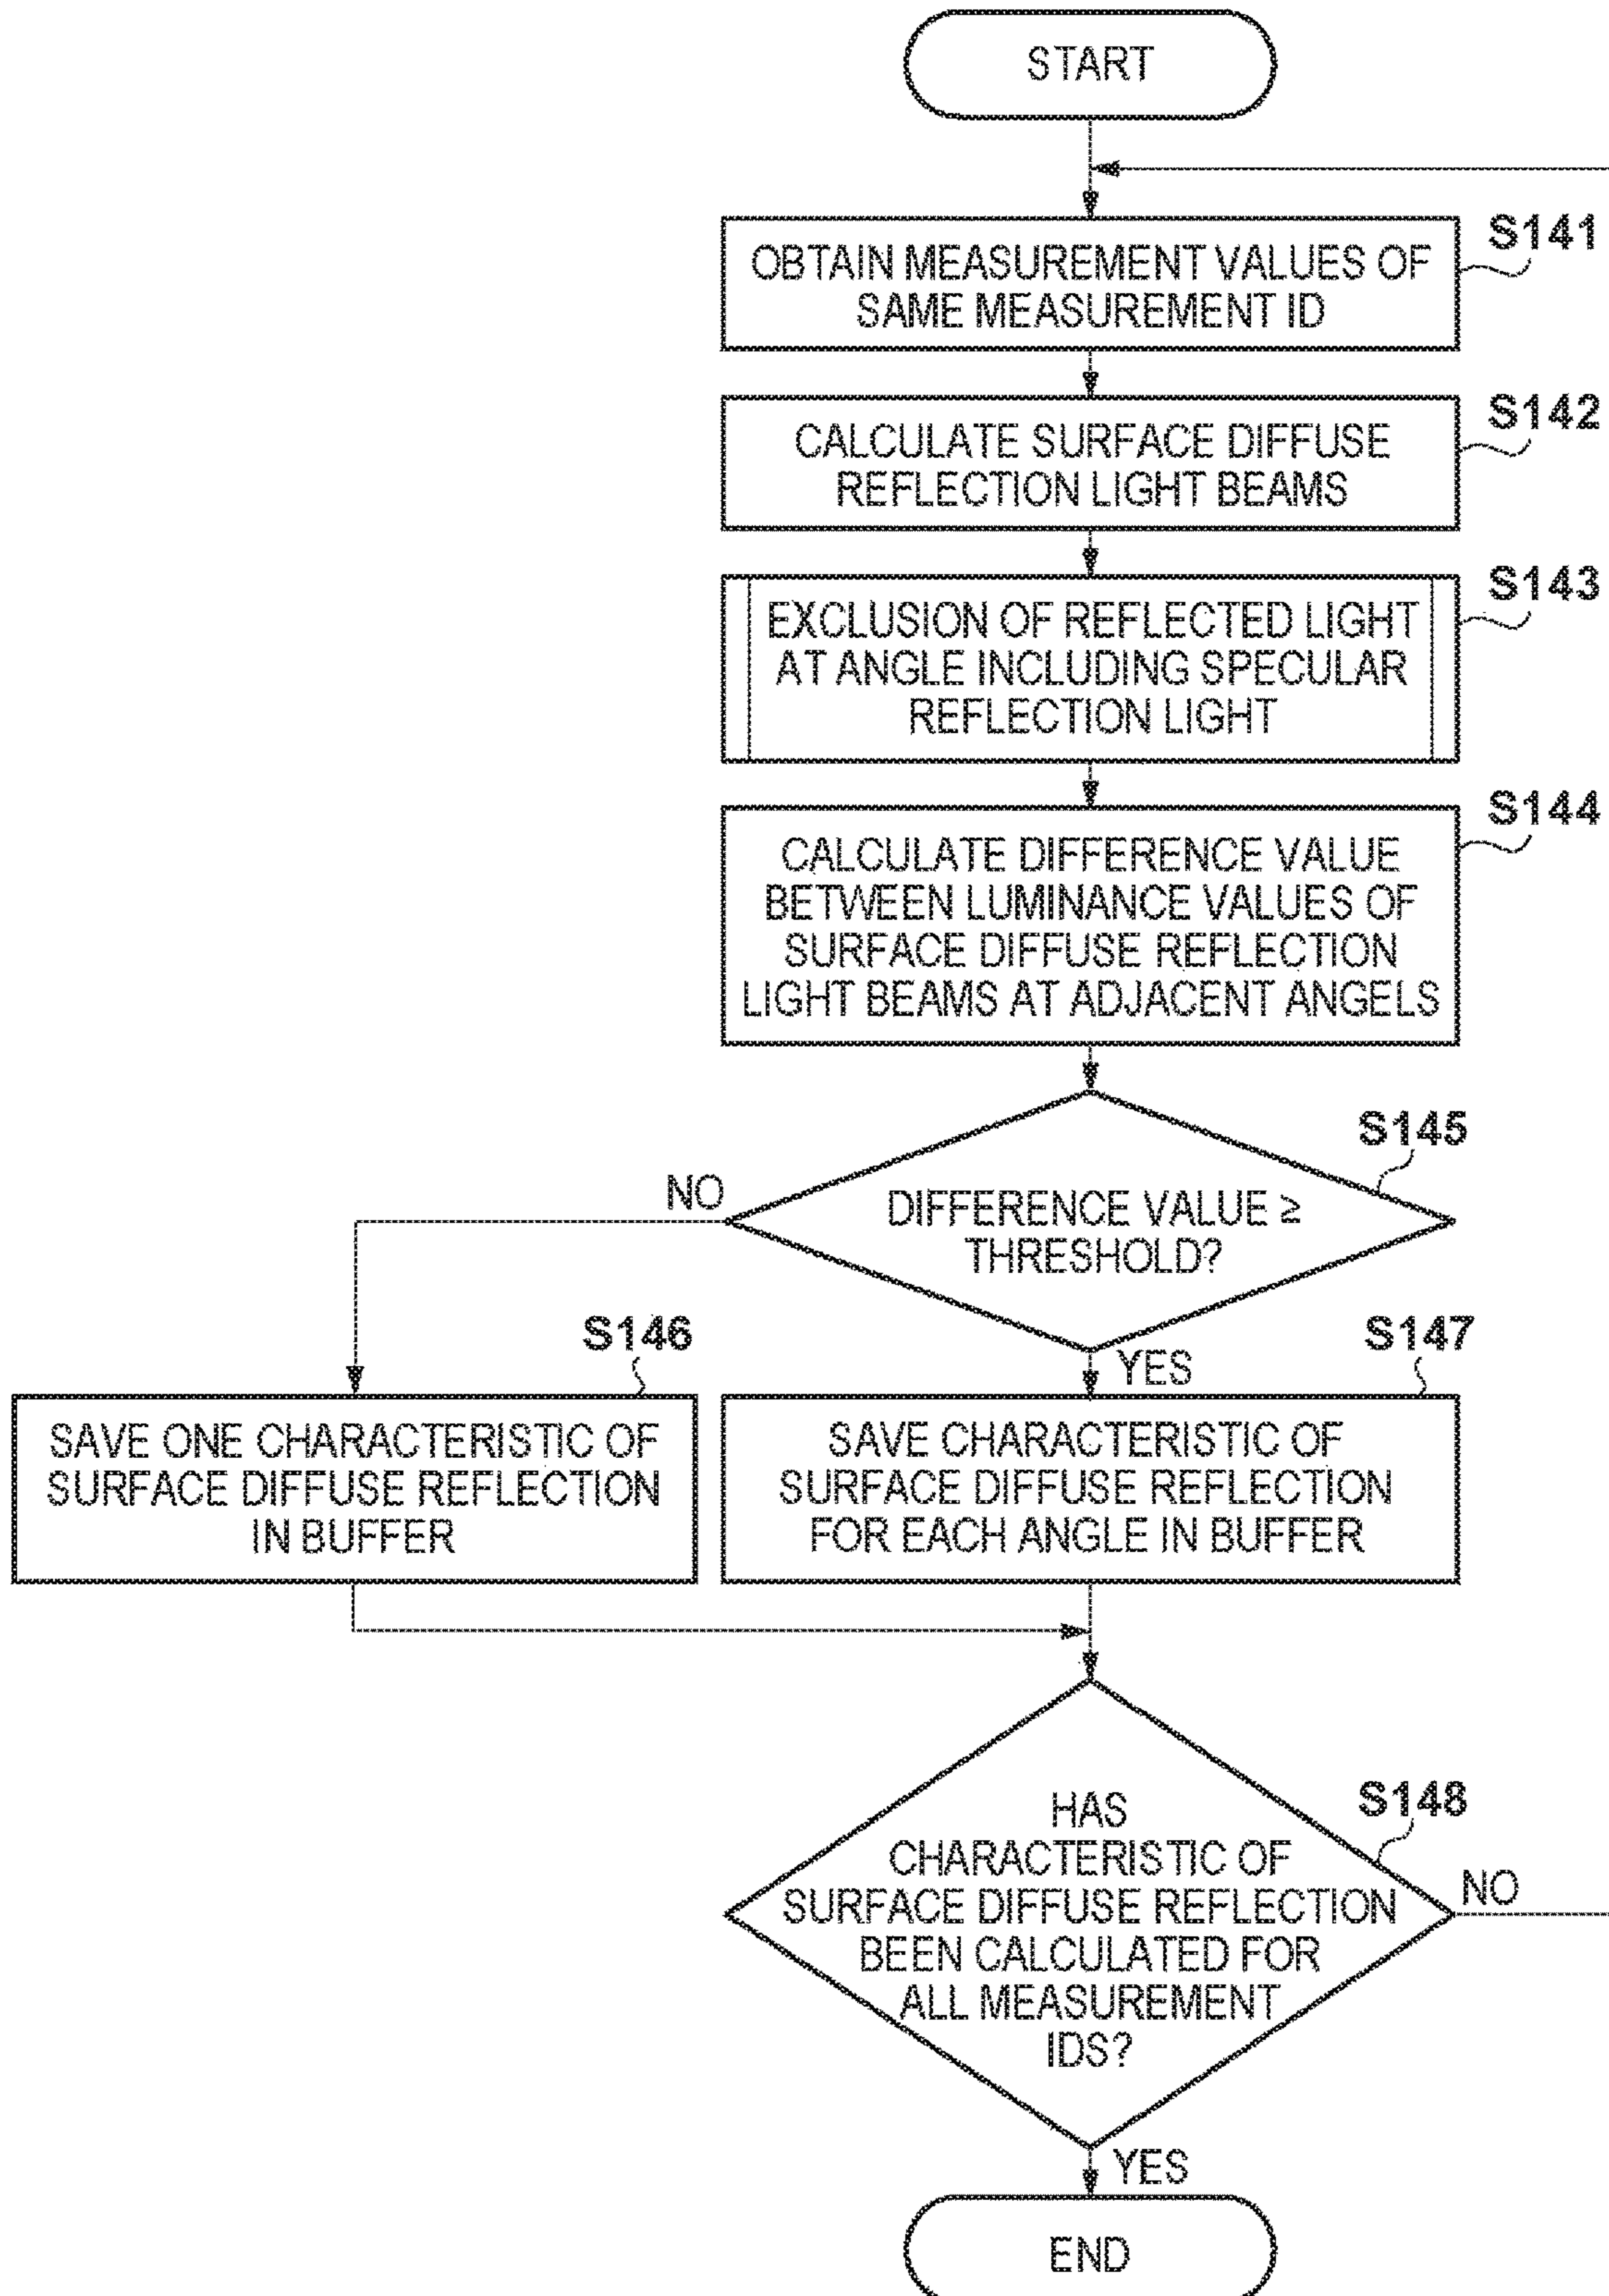 START
S141
OBTAIN MEASUREMENT VALUES OF
SAME MEASUREMENT ID
S142
CALCULATE SURFACE DIFFUSE
REFLECTION LIGHT BEAMS
S143
EXCLUSION OF REFLECTED LIGHT
AT ANGLE INCLUDING SPECULAR
REFLECTION LIGHT
S144
CALCULATE DIFFERENCE VALUE
BETWEEN LUMINANCE VALUES OF
SURFACE DIFFUSE REFLECTION
LIGHT BEAMS AT ADJACENT ANGELS
S145
NO
DIFFERENCE VALUE ≥
THRESHOLD?
YES
S146
SAVE ONE CHARACTERISTIC OF
SURFACE DIFFUSE REFLECTION
IN BUFFER
S147
SAVE CHARACTERISTIC OF
SURFACE DIFFUSE REFLECTION
FOR EACH ANGLE IN BUFFER
S148
HAS
CHARACTERISTIC OF
SURFACE DIFFUSE REFLECTION
BEEN CALCULATED FOR
ALL MEASUREMENT
IDS?
NO
YES
END